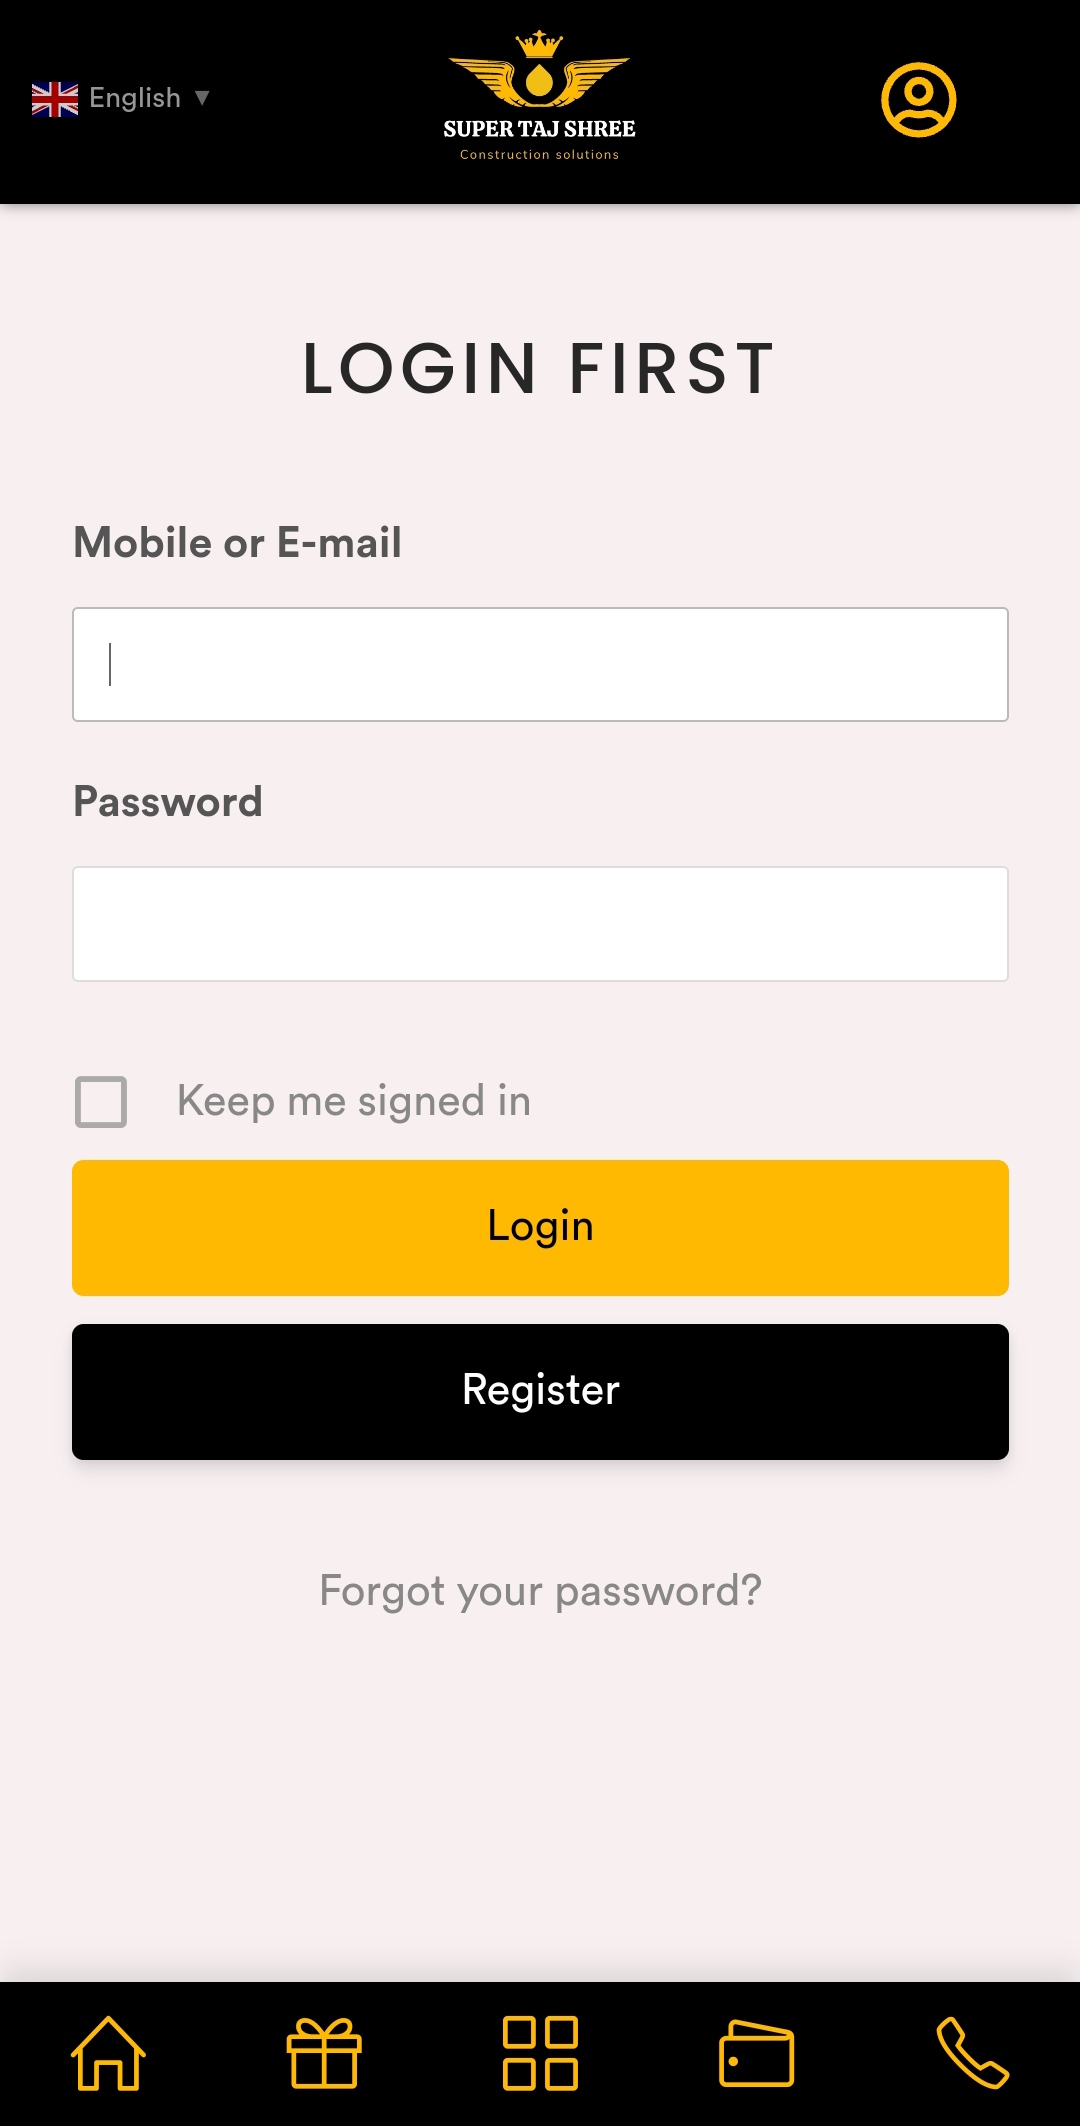 English ▼
SUPER TAJ SHREE
Construction solutions
LOGIN FIRST
Mobile or E-mail
Password
Keep me signed in
Login
Register
Forgot your password?